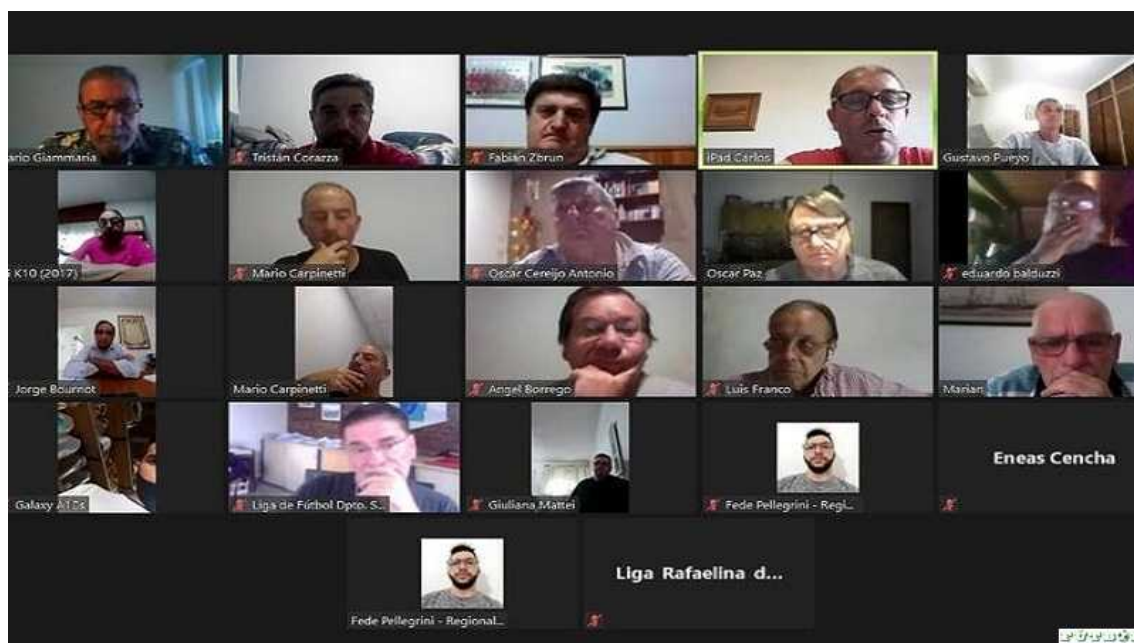 ario Giammaria
Tristán Corazza
Fabián Zbrun
iPad Carlos
Gustavo Pueyo
K10 (2017)
Mario Carpinetti
Oscar Cereijo Antonio
Oscar Paz
eduardo balduzzi
Jorge Bournot
Mario Carpinetti
Angel Borrego
Luis Franco
Marian
Galaxy A10s
Liga de Fútbol Dpto. S...
Giuliana Mattei
Fede Pellegrini - Regi...
Eneas Cencha
Fede Pellegrini - Regional...
Liga Rafaelina d...